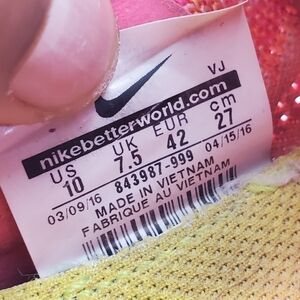 VJ
nikebetterworld.com
US UK EUR cm
10 7.5 42 27
03/09/16 843987-999 04/15/16
MADE IN VIETNAM
FABRIQUE AU VIETNAM